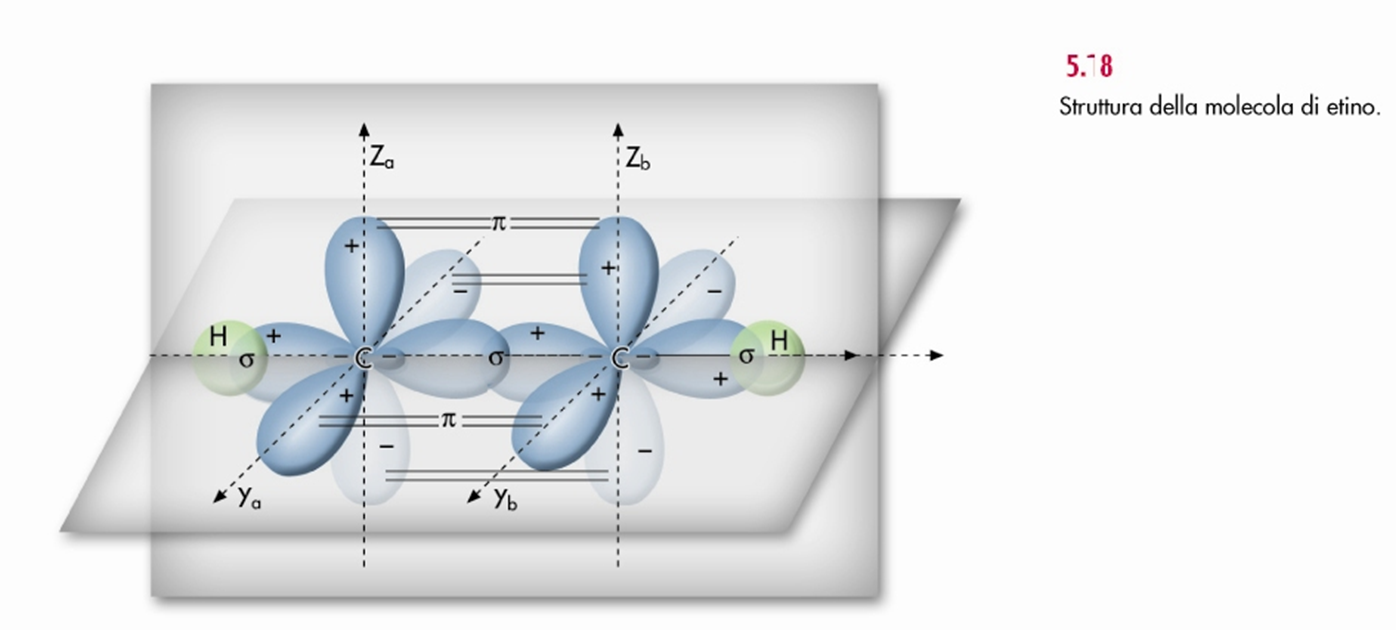 5.18
Struttura della molecola di etino.
Za Zb
π
+ +
− −
H + + H
σ C σ C σ
+
+ +
π
− −
ya yb